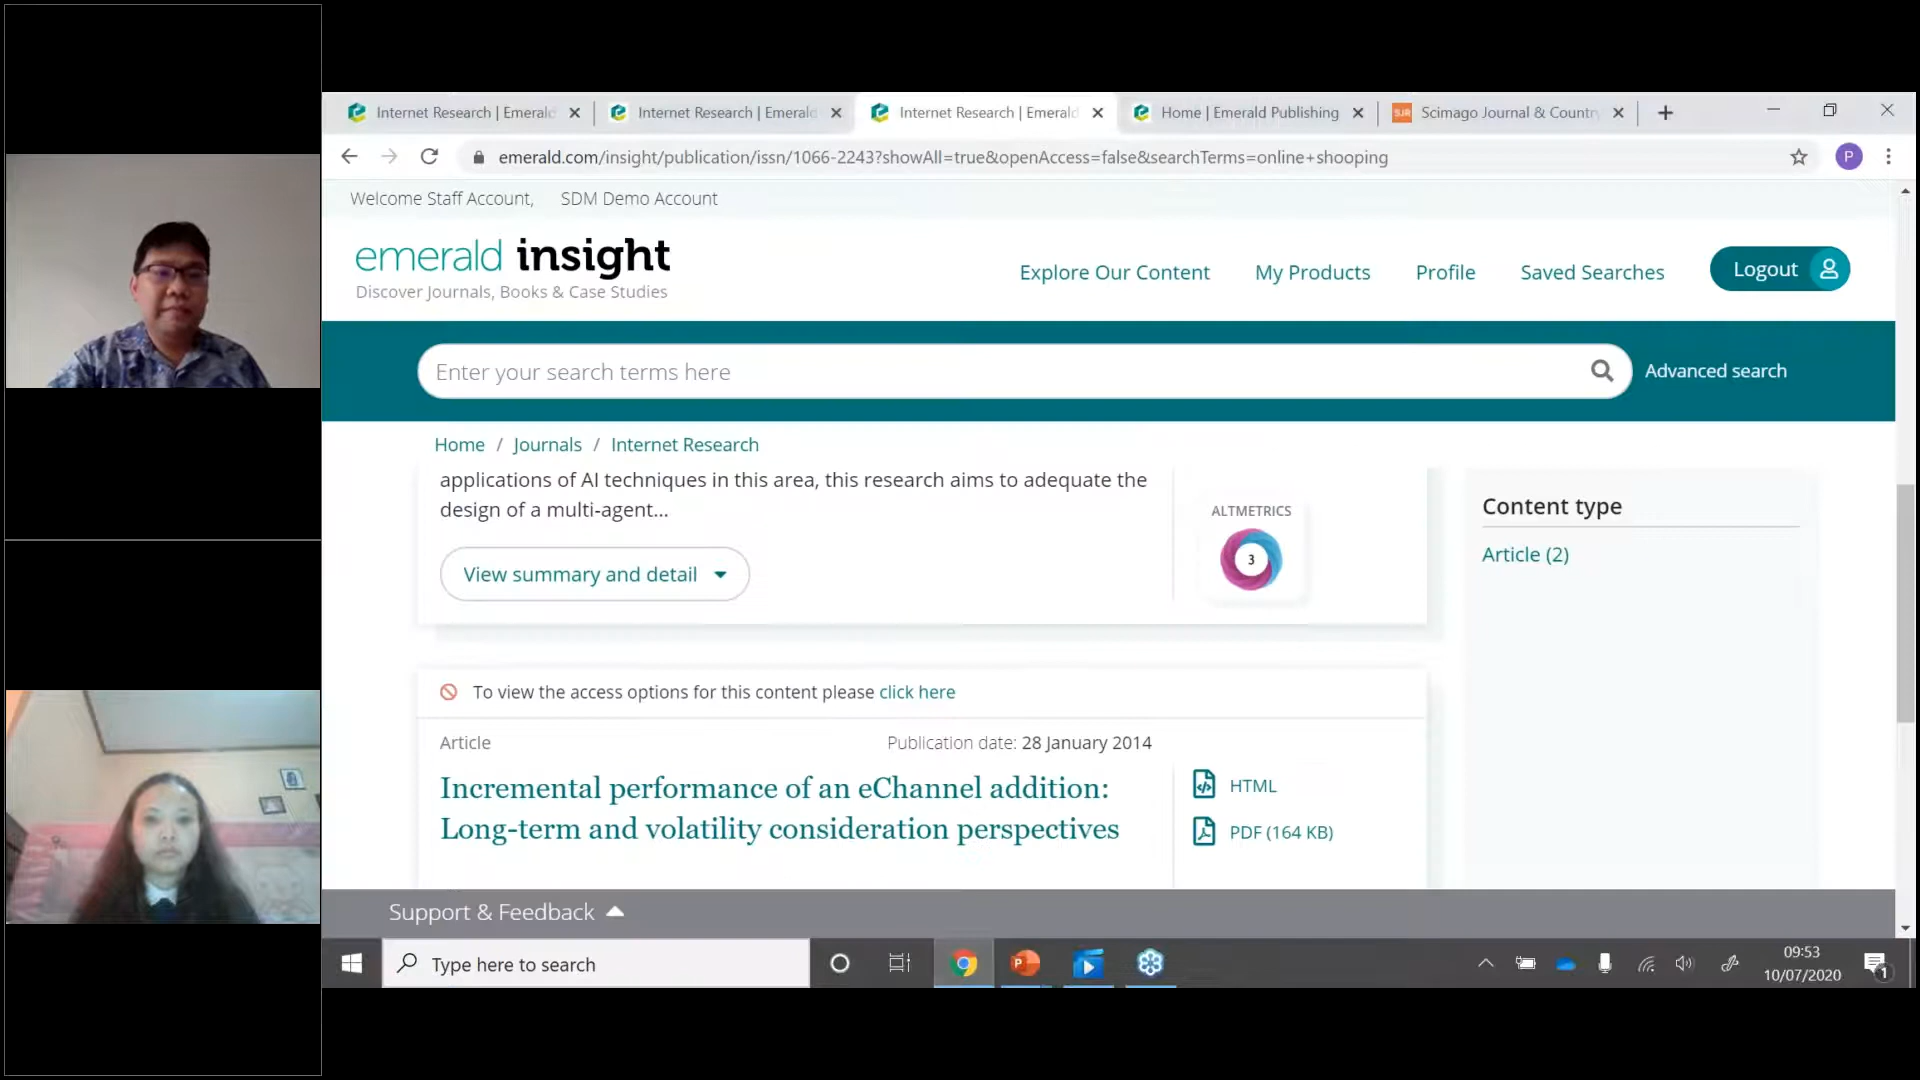 Internet Research | Emerald
Internet Research | Emerald
Internet Research | Emerald
Home | Emerald Publishing
SJR
Scimago Journal & Country
emerald.com/insight/publication/issn/1066-2243?showAll=true&openAccess=false&searchTerms=online+shooping
P
Welcome Staff Account,
SDM Demo Account
emerald insight
Discover Journals, Books & Case Studies
Explore Our Content
My Products
Profile
Saved Searches
Logout
Enter your search terms here
Advanced search
Home / Journals / Internet Research
applications of AI techniques in this area, this research aims to adequate the
design of a multi-agent...
View summary and detail
ALTMETRICS
3
Content type
Article (2)
To view the access options for this content please click here
Article
Publication date: 28 January 2014
Incremental performance of an eChannel addition:
Long-term and volatility consideration perspectives
HTML
PDF (164 KB)
Support & Feedback
Type here to search
P
09:53
10/07/2020
1